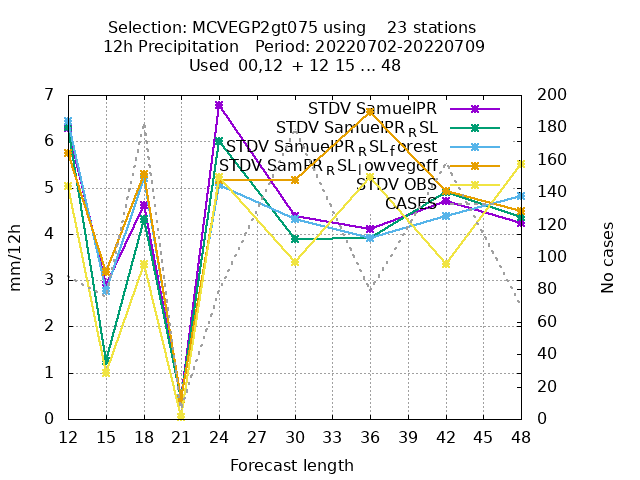 Selection: MCVEGP2gt075 using 23 stations
12h Precipitation Period: 20220702-20220709
Used 00,12 + 12 15 ... 48
mm/12h
No cases
7
6
5
4
3
2
1
0
200
180
160
140
120
100
80
60
40
20
0
STDV SamuelPR
STDV SamuelPR_RSL
STDV SamuelPR_RSL_forest
STDV SamPR_RSL_lowvegoff
STDV OBS
CASES
12 15 18 21 24 27 30 33 36 39 42 45 48
Forecast length